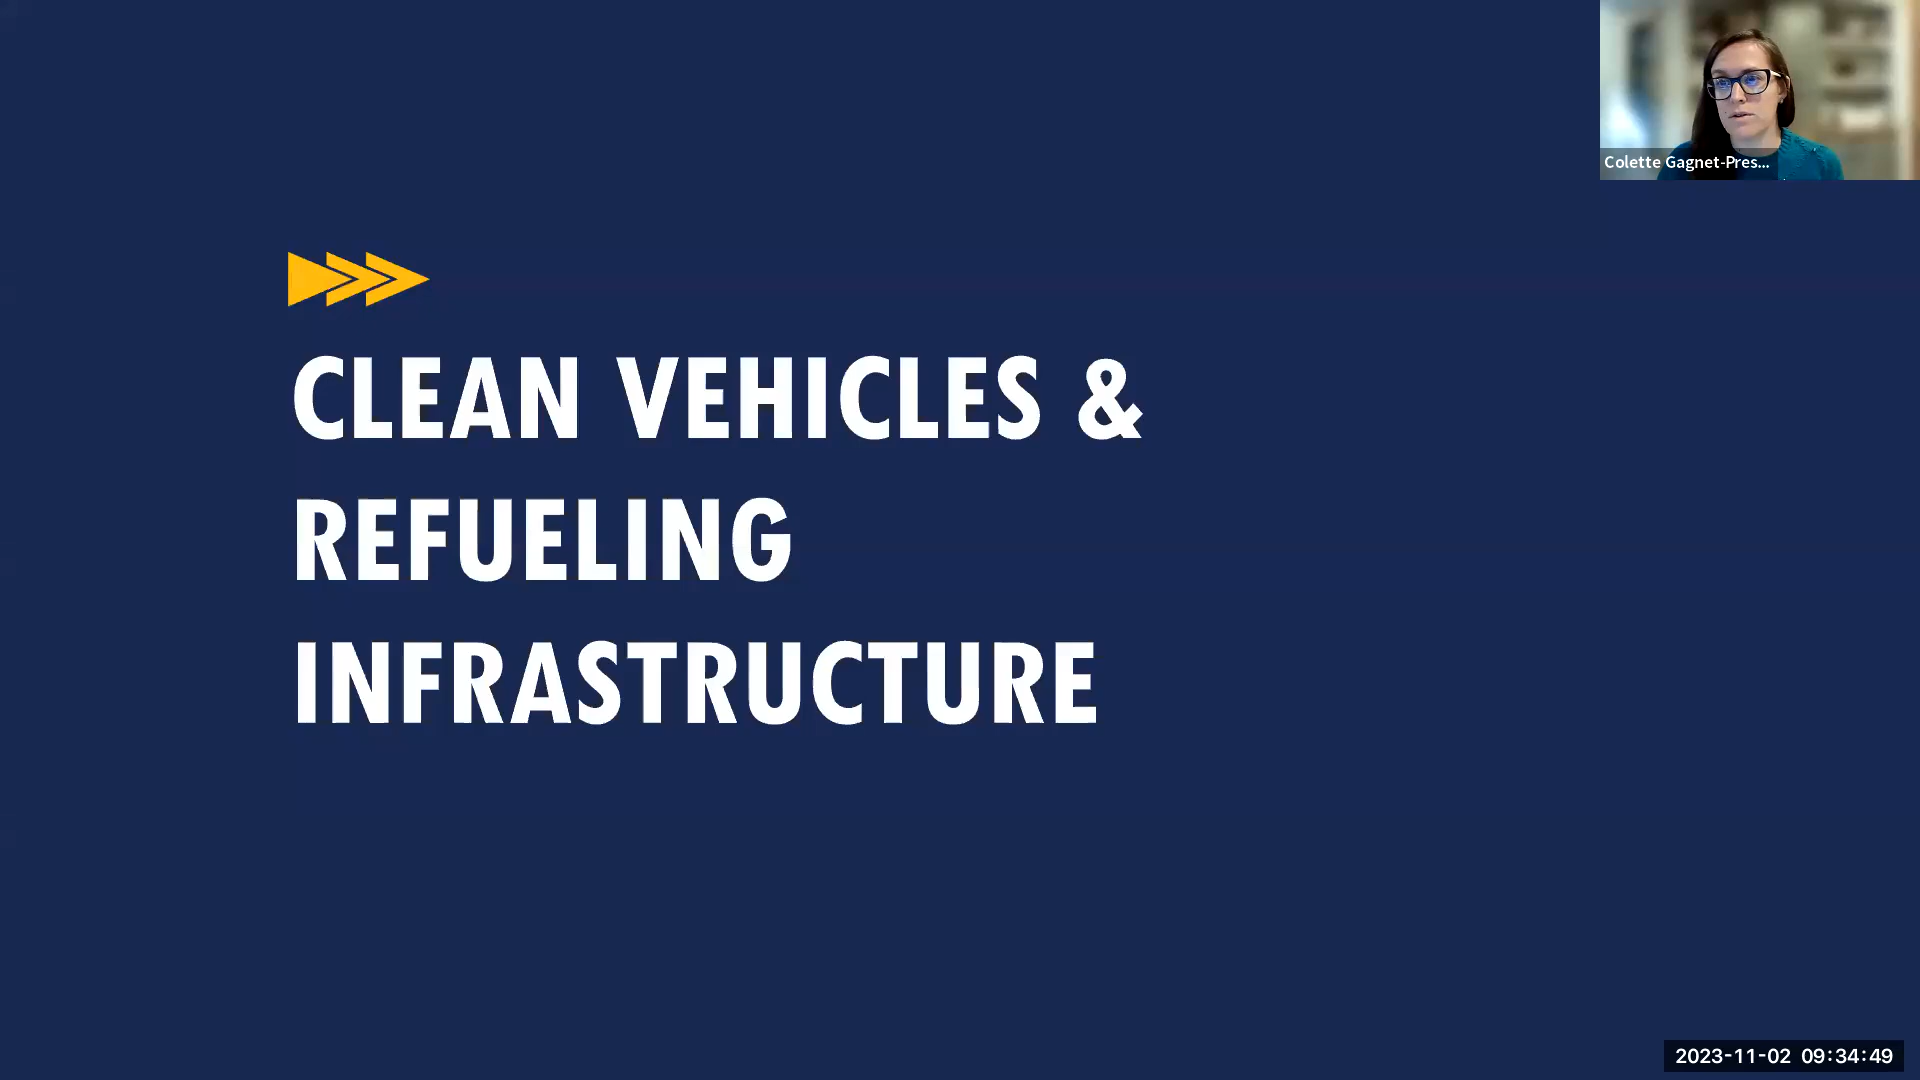 Colette Gagnet-Pres...
CLEAN VEHICLES &
REFUELING
INFRASTRUCTURE
2023-11-02 09:34:49